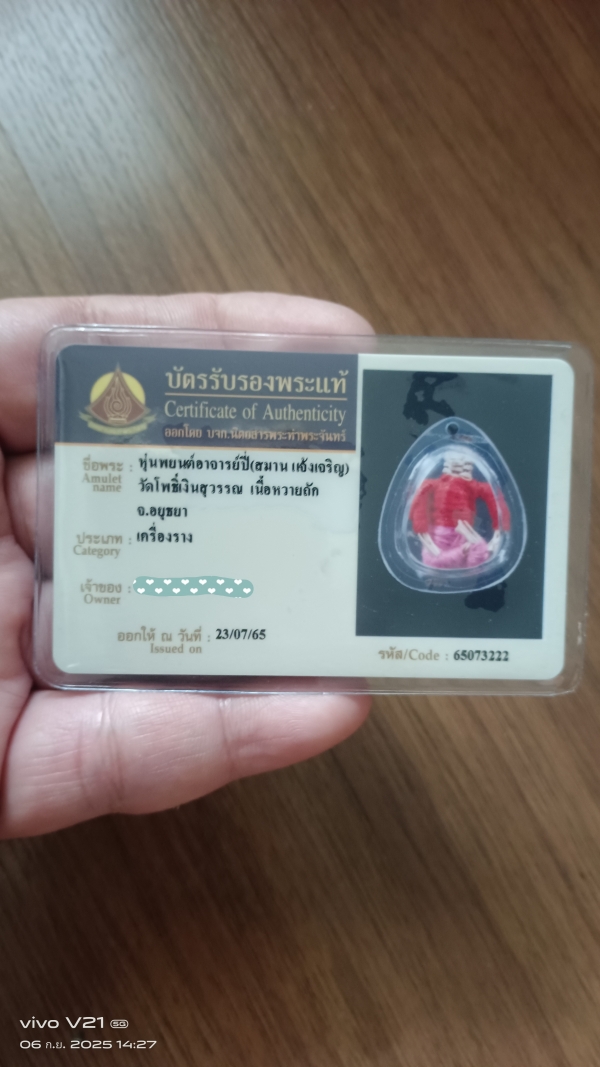 บัตรรับรองพระแท้
Certificate of Authenticity
ออกโดย บจก.นิตยสารพระท่าพระจันทร์
ชื่อพระ : หุ่นพยนต์อาจารย์ปี(สมาน แจ้งเจริญ)
Amulet name
วัดโพธิ์เงินสุวรรณ เนื้อหวายถัก
จ.อยุธยา
ประเภท : เครื่องราง
Category
เจ้าของ :
Owner
ออกให้ ณ วันที่ : 23/07/65
Issued on
รหัส/Code : 65073222
vivo V21 5G
06 ก.ย. 2025 14:27